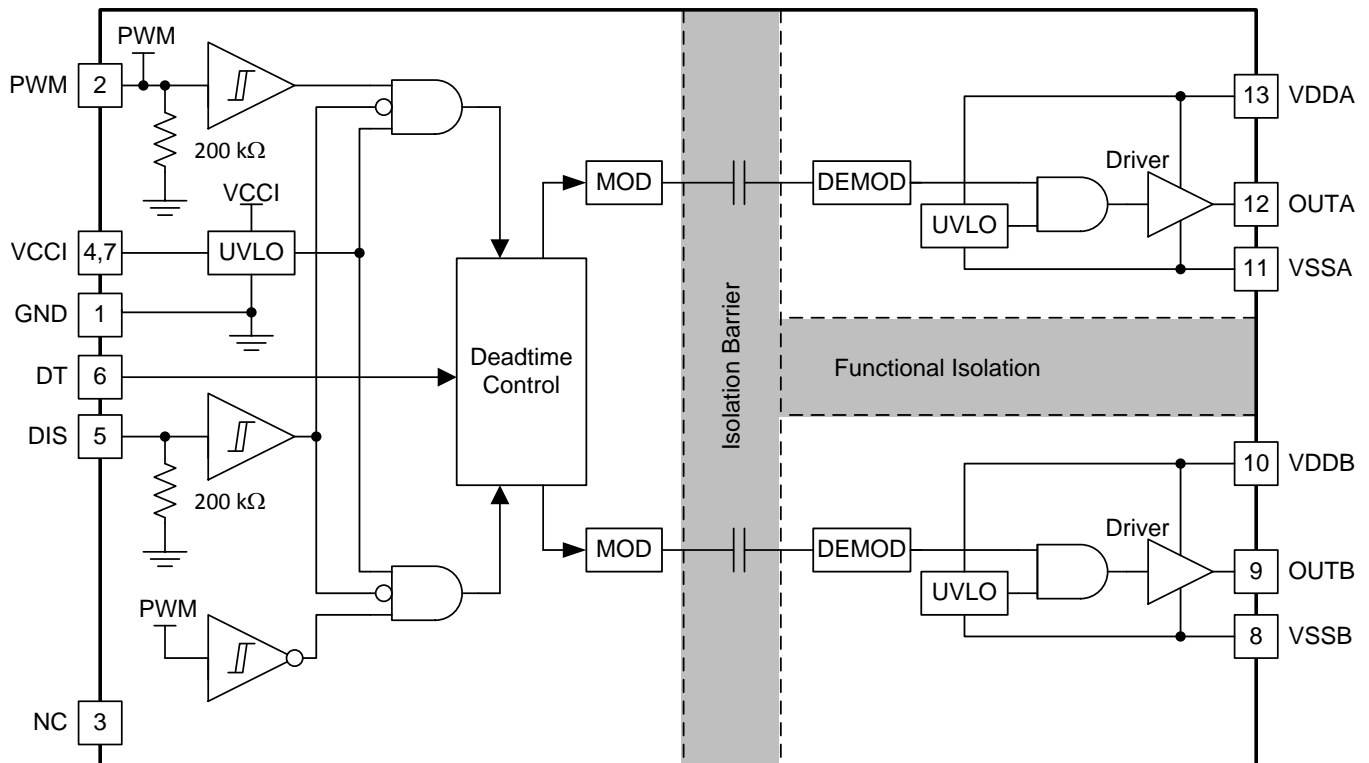 PWM
PWM
2
200 kΩ
VCCI
VCCI
4,7
UVLO
GND
1
DT
6
DIS
5
200 kΩ
PWM
NC
3
Deadtime
Control
MOD
MOD
Isolation Barrier
Functional Isolation
DEMOD
UVLO
Driver
13
VDDA
12
OUTA
11
VSSA
DEMOD
UVLO
Driver
10
VDDB
9
OUTB
8
VSSB